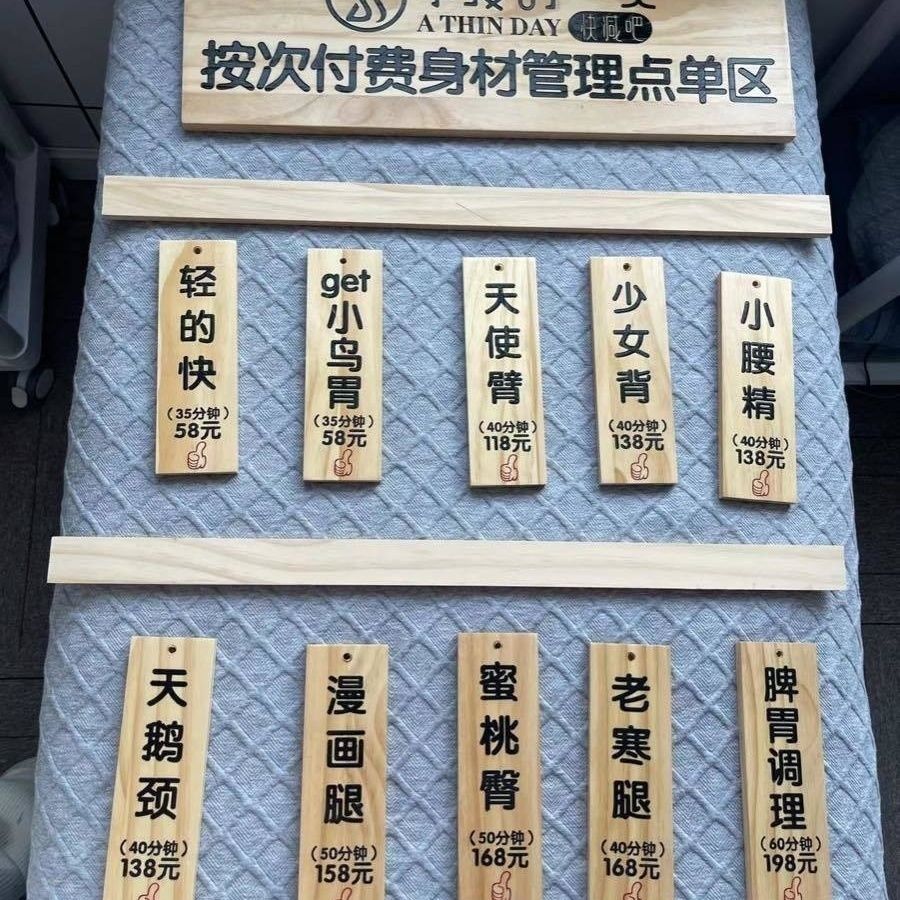 A THIN DAY 快减吧
按次付费身材管理点单区
轻的快
(35分钟)
58元
get小鸟胃
(35分钟)
58元
天使臂
(40分钟)
118元
少女背
(40分钟)
138元
小腰精
(40分钟)
138元
天鹅颈
(40分钟)
138元
漫画腿
(50分钟)
158元
蜜桃臀
(50分钟)
168元
老寒腿
(40分钟)
168元
脾胃调理
(60分钟)
198元